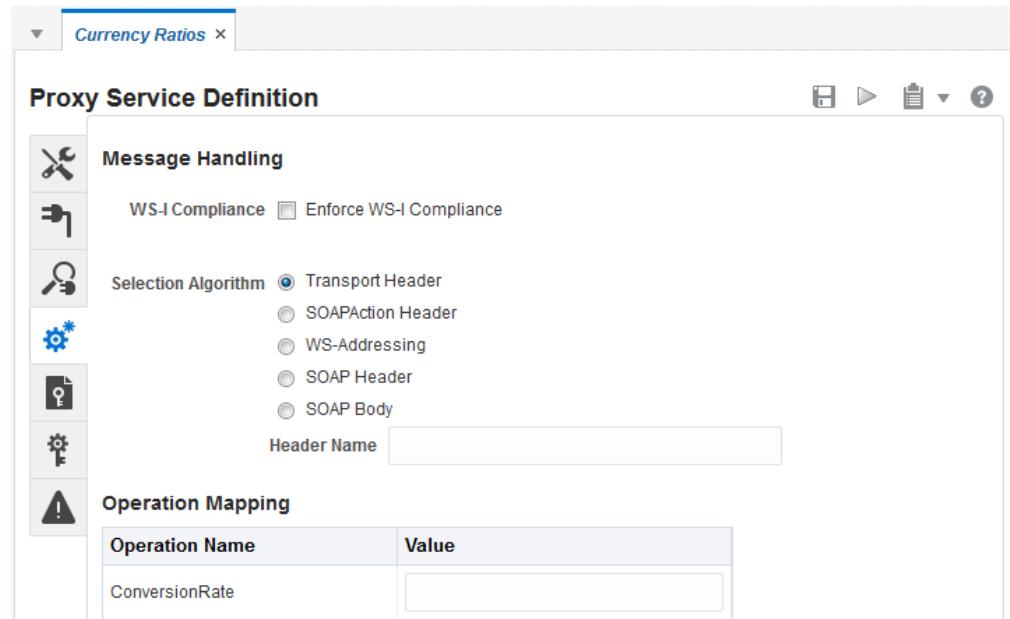 Currency Ratios ×
Proxy Service Definition
Message Handling
WS-I Compliance Enforce WS-I Compliance
Selection Algorithm Transport Header
SOAPAction Header
WS-Addressing
SOAP Header
SOAP Body
Header Name
Operation Mapping
Operation Name Value
ConversionRate